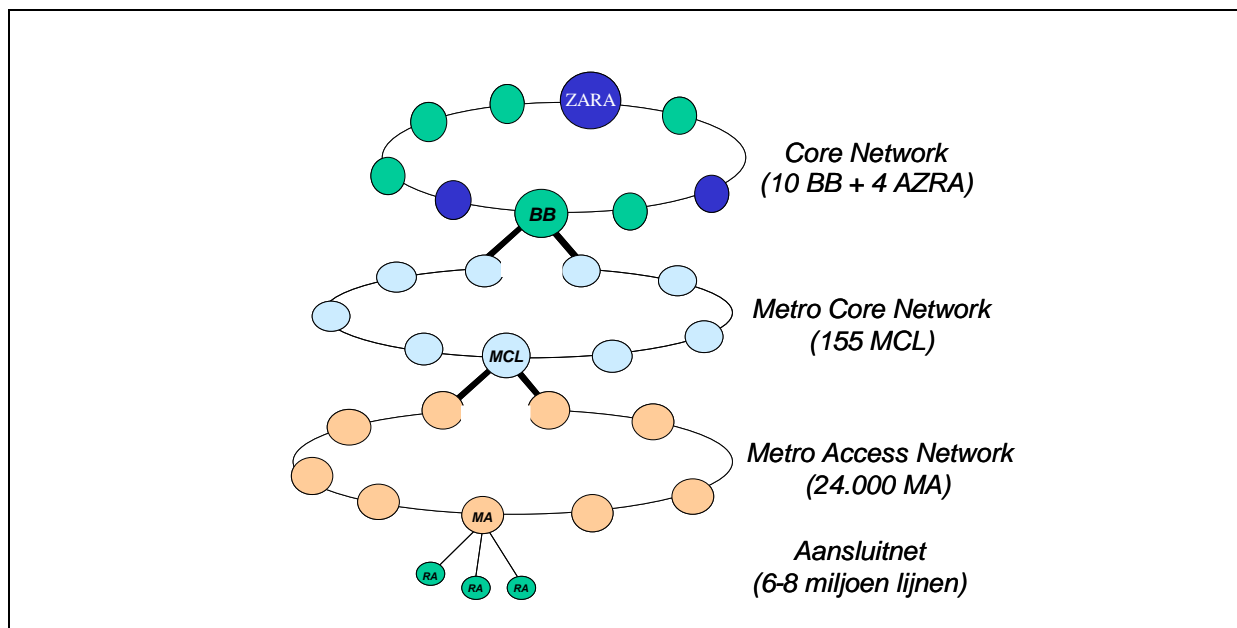 ZARA
Core Network
(10 BB + 4 AZRA)
BB
Metro Core Network
(155 MCL)
MCL
Metro Access Network
(24.000 MA)
MA
Aansluitnet
(6-8 miljoen lijnen)
RA
RA
RA